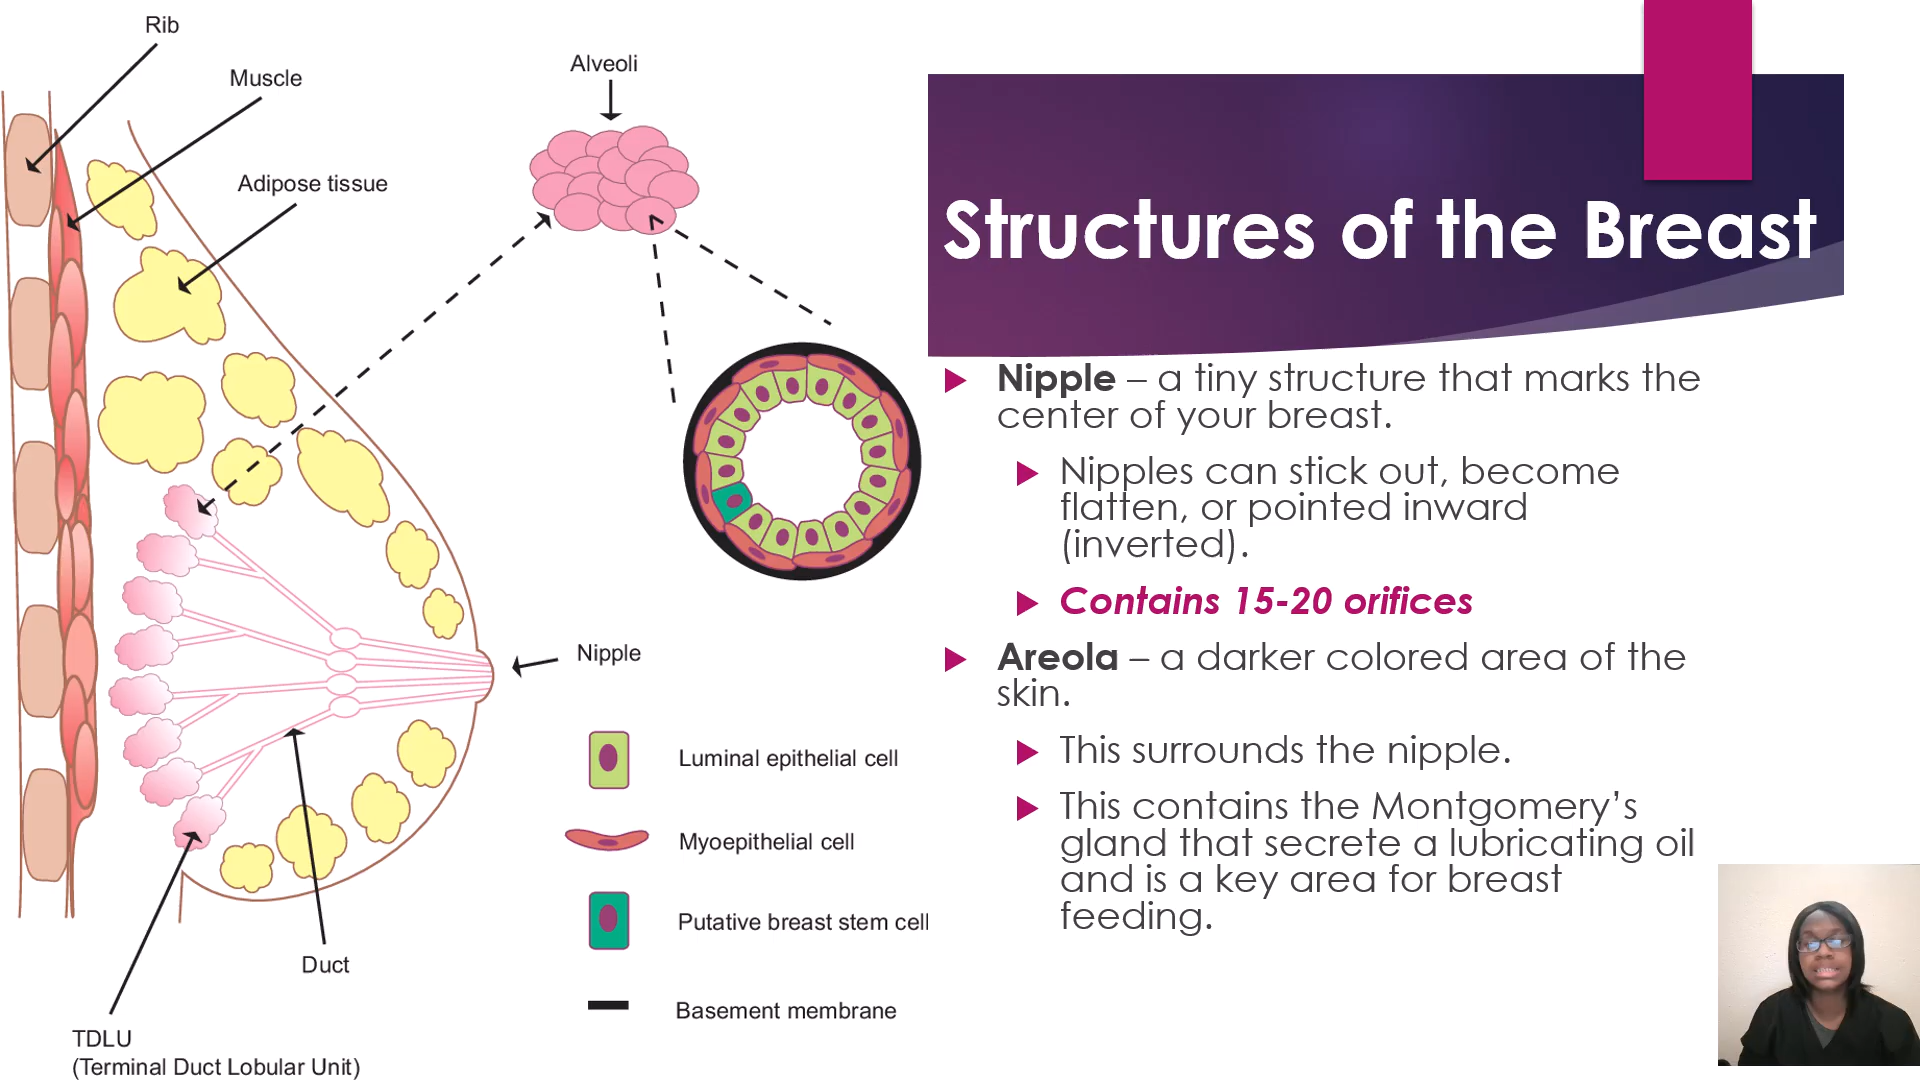 Rib
Muscle
Adipose tissue
Alveoli
Nipple
Luminal epithelial cell
Myoepithelial cell
Putative breast stem cell
Basement membrane
Duct
TDLU
(Terminal Duct Lobular Unit)
Structures of the Breast
Nipple – a tiny structure that marks the
center of your breast.
Nipples can stick out, become
flatten, or pointed inward
(inverted).
Contains 15-20 orifices
Areola – a darker colored area of the
skin.
This surrounds the nipple.
This contains the Montgomery’s
gland that secrete a lubricating oil
and is a key area for breast
feeding.